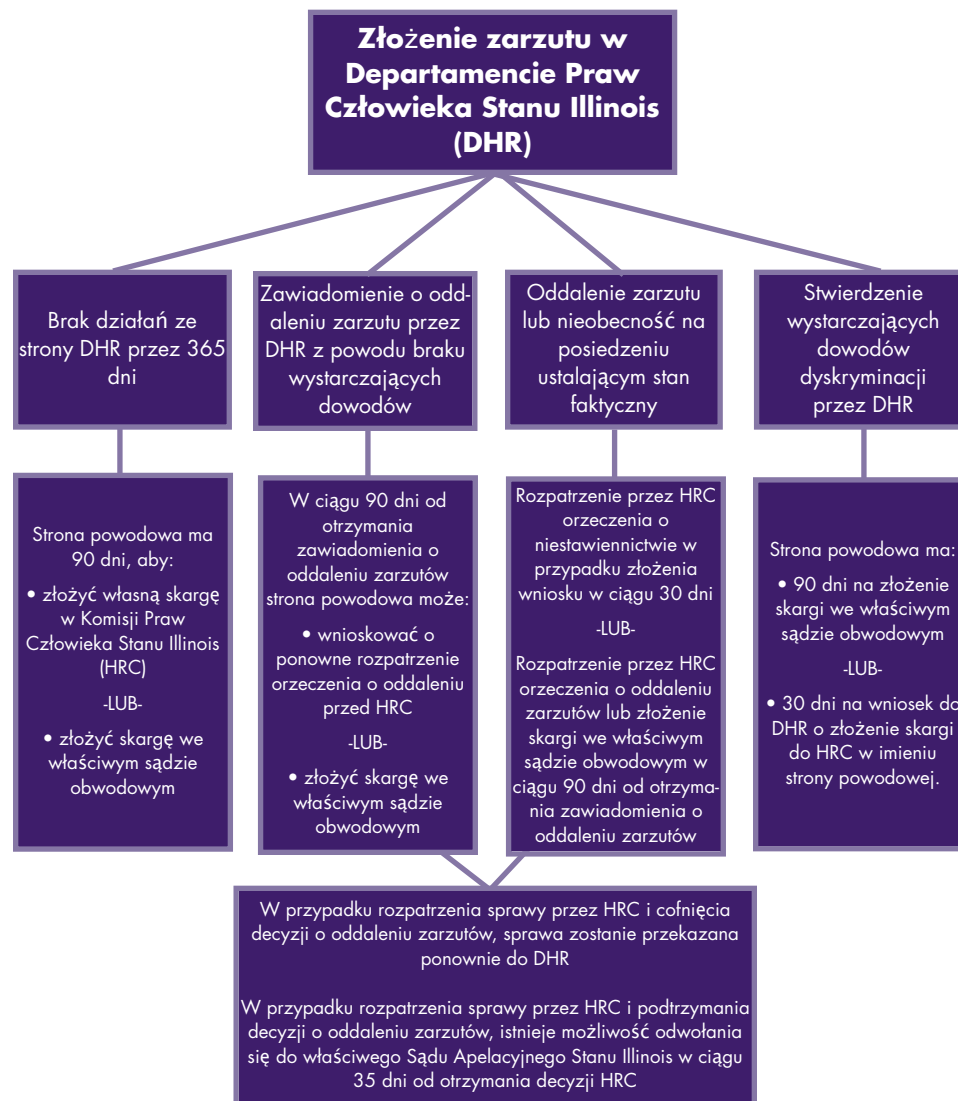 Złożenie zarzutu w
Departamencie Praw
Człowieka Stanu Illinois
(DHR)
Brak działań ze
strony DHR przez 365
dni
Zawiadomienie o odd-
aleniu zarzutu przez
DHR z powodu braku
wystarczających
dowodów
Oddalenie zarzutu
lub nieobecność na
posiedzeniu
ustalającym stan
faktyczny
Stwierdzenie
wystarczających
dowodów
dyskryminacji
przez DHR
Strona powodowa ma
90 dni, aby:
• złożyć własną skargę
w Komisji Praw
Człowieka Stanu Illinois
(HRC)
-LUB-
• złożyć skargę we
właściwym sądzie
obwodowym
W ciągu 90 dni od
otrzymania
zawiadomienia o
oddaleniu zarzutów
strona powodowa może:
• wnioskować o
ponowne rozpatrzenie
orzeczenia o oddaleniu
przed HRC
-LUB-
• złożyć skargę we
właściwym sądzie
obwodowym
Rozpatrzenie przez HRC
orzeczenia o
niestawiennictwie w
przypadku złożenia
wniosku w ciągu 30 dni
-LUB-
Rozpatrzenie przez HRC
orzeczenia o oddaleniu
zarzutów lub złożenie
skargi we właściwym
sądzie obwodowym w
ciągu 90 dni od otrzyma-
nia zawiadomienia o
oddaleniu zarzutów
Strona powodowa ma:
• 90 dni na złożenie
skargi we właściwym
sądzie obwodowym
-LUB-
• 30 dni na wniosek do
DHR o złożenie skargi
do HRC w imieniu
strony powodowej.
W przypadku rozpatrzenia sprawy przez HRC i cofnięcia
decyzji o oddaleniu zarzutów, sprawa zostanie przekazana
ponownie do DHR
W przypadku rozpatrzenia sprawy przez HRC i podtrzymania
decyzji o oddaleniu zarzutów, istnieje możliwość odwołania
się do właściwego Sądu Apelacyjnego Stanu Illinois w ciągu
35 dni od otrzymania decyzji HRC